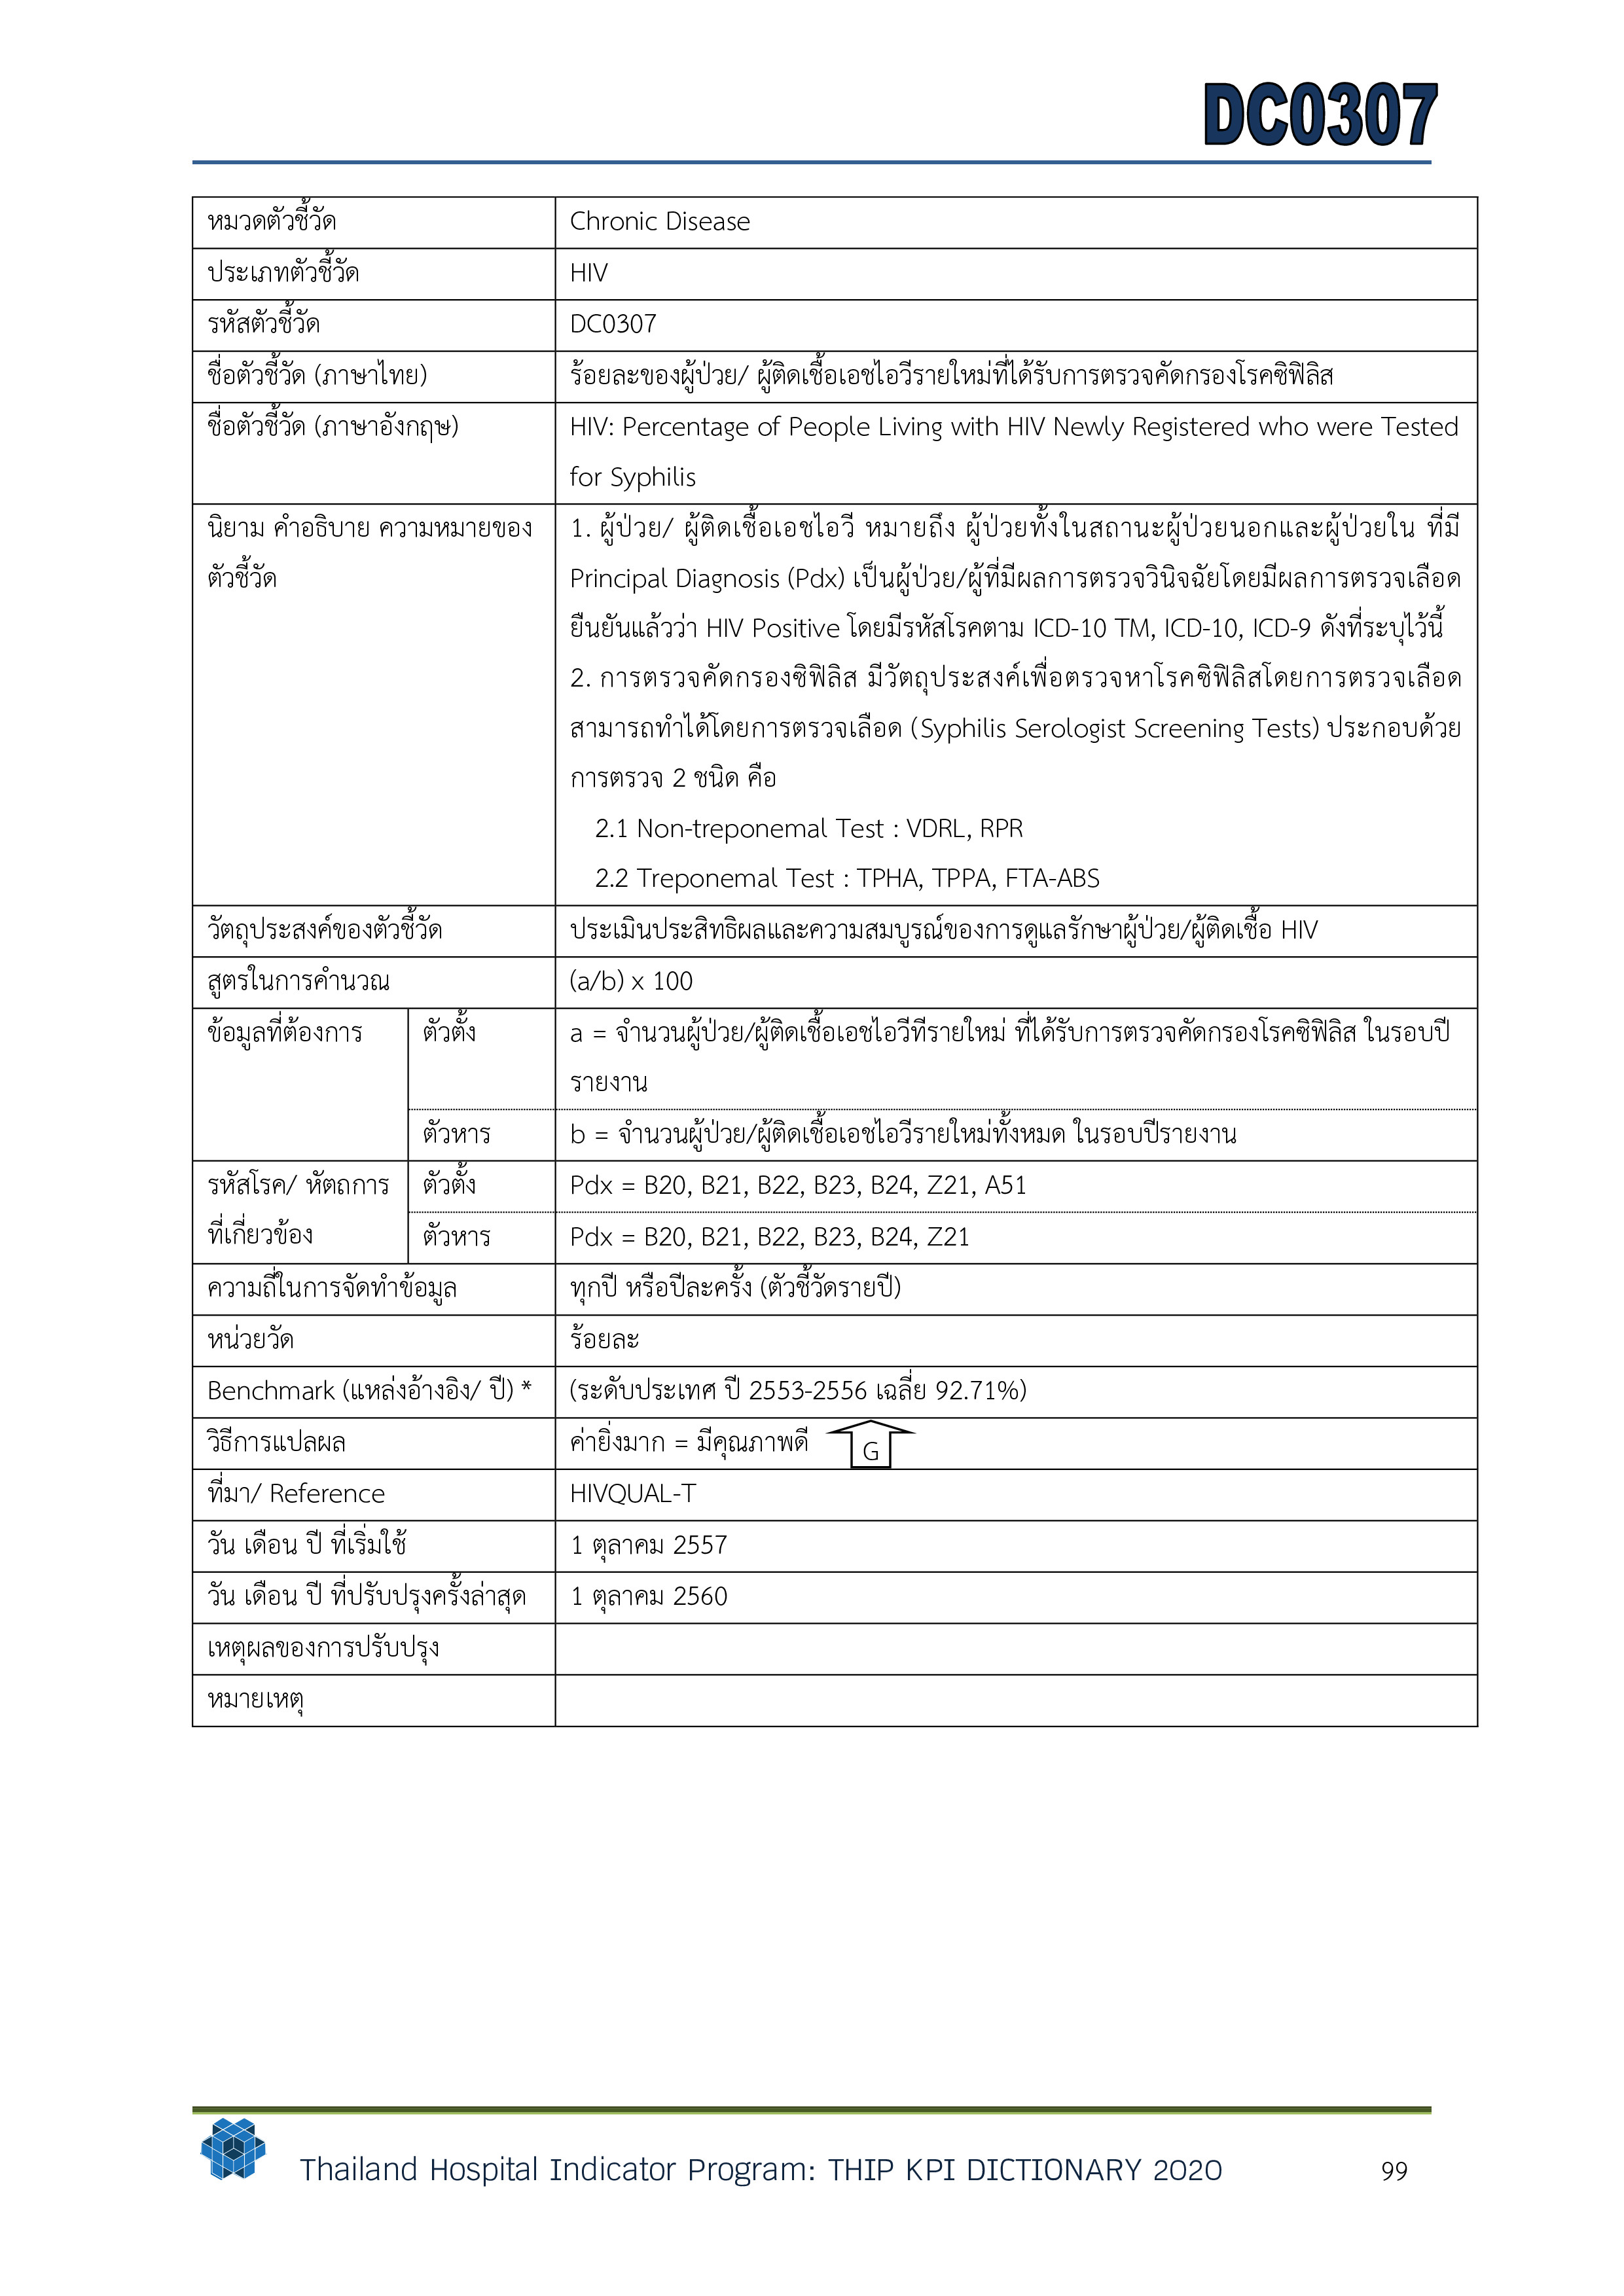 DC0307
หมวดตัวชี้วัด
Chronic Disease
ประเภทตัวชี้วัด
HIV
รหัสตัวชี้วัด
DC0307
ชื่อตัวชี้วัด (ภาษาไทย)
ร้อยละของผู้ป่วย/ ผู้ติดเชื้อเอชไอวีรายใหม่ที่ได้รับการตรวจคัดกรองโรคซิฟิลิส
ชื่อตัวชี้วัด (ภาษาอังกฤษ)
HIV: Percentage of People Living with HIV Newly Registered who were Tested
for Syphilis
นิยาม คำอธิบาย ความหมายของ
ตัวชี้วัด
1. ผู้ป่วย/ ผู้ติดเชื้อเอชไอวี หมายถึง ผู้ป่วยทั้งในสถานะผู้ป่วยนอกและผู้ป่วยใน ที่มี
Principal Diagnosis (Pdx) เป็นผู้ป่วย/ผู้ที่มีผลการตรวจวินิจฉัยโดยมีผลการตรวจเลือด
ยืนยันแล้วว่า HIV Positive โดยมีรหัสโรคตาม ICD-10 TM, ICD-10, ICD-9 ดังที่ระบุไว้นี้
2. การตรวจคัดกรองซิฟิลิส มีวัตถุประสงค์เพื่อตรวจหาโรคซิฟิลิสโดยการตรวจเลือด
สามารถทำได้โดยการตรวจเลือด (Syphilis Serologist Screening Tests) ประกอบด้วย
การตรวจ 2 ชนิด คือ
2.1 Non-treponemal Test : VDRL, RPR
2.2 Treponemal Test : TPHA, TPPA, FTA-ABS
วัตถุประสงค์ของตัวชี้วัด
ประเมินประสิทธิผลและความสมบูรณ์ของการดูแลรักษาผู้ป่วย/ผู้ติดเชื้อ HIV
สูตรในการคำนวณ
(a/b) x 100
ข้อมูลที่ต้องการ
ตัวตั้ง
a = จำนวนผู้ป่วย/ผู้ติดเชื้อเอชไอวีทีรายใหม่ ที่ได้รับการตรวจคัดกรองโรคซิฟิลิส ในรอบปี
รายงาน
ตัวหาร
b = จำนวนผู้ป่วย/ผู้ติดเชื้อเอชไอวีรายใหม่ทั้งหมด ในรอบปีรายงาน
รหัสโรค/ หัตถการ
ที่เกี่ยวข้อง
ตัวตั้ง
Pdx = B20, B21, B22, B23, B24, Z21, A51
ตัวหาร
Pdx = B20, B21, B22, B23, B24, Z21
ความถี่ในการจัดทำข้อมูล
ทุกปี หรือปีละครั้ง (ตัวชี้วัดรายปี)
หน่วยวัด
ร้อยละ
Benchmark (แหล่งอ้างอิง/ ปี) *
(ระดับประเทศ ปี 2553-2556 เฉลี่ย 92.71%)
วิธีการแปลผล
ค่ายิ่งมาก = มีคุณภาพดี
G
ที่มา/ Reference
HIVQUAL-T
วัน เดือน ปี ที่เริ่มใช้
1 ตุลาคม 2557
วัน เดือน ปี ที่ปรับปรุงครั้งล่าสุด
1 ตุลาคม 2560
เหตุผลของการปรับปรุง
หมายเหตุ
Thailand Hospital Indicator Program: THIP KPI DICTIONARY 2020
99